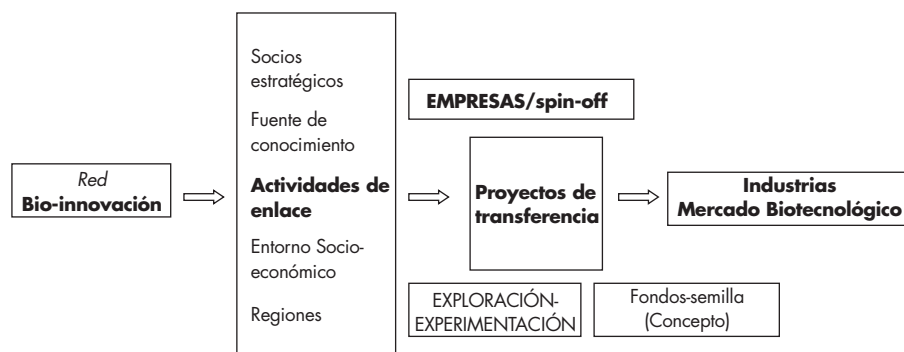 Red
Bio-innovación
Socios
estratégicos
Fuente de
conocimiento
Actividades de
enlace
Entorno Socio-
económico
Regiones
EMPRESAS/spin-off
Proyectos de
transferencia
EXPLORACIÓN-
EXPERIMENTACIÓN
Fondos-semilla
(Concepto)
Industrias
Mercado Biotecnológico